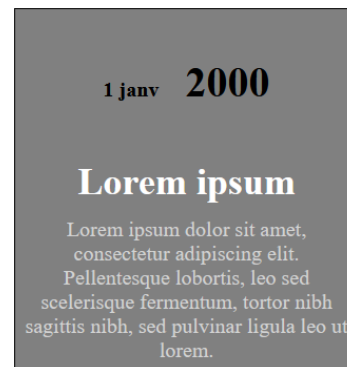 1 janv 2000
Lorem ipsum
Lorem ipsum dolor sit amet,
consectetur adipiscing elit.
Pellentesque lobortis, leo sed
scelerisque fermentum, tortor nibh
sagittis nibh, sed pulvinar ligula leo ut
lorem.